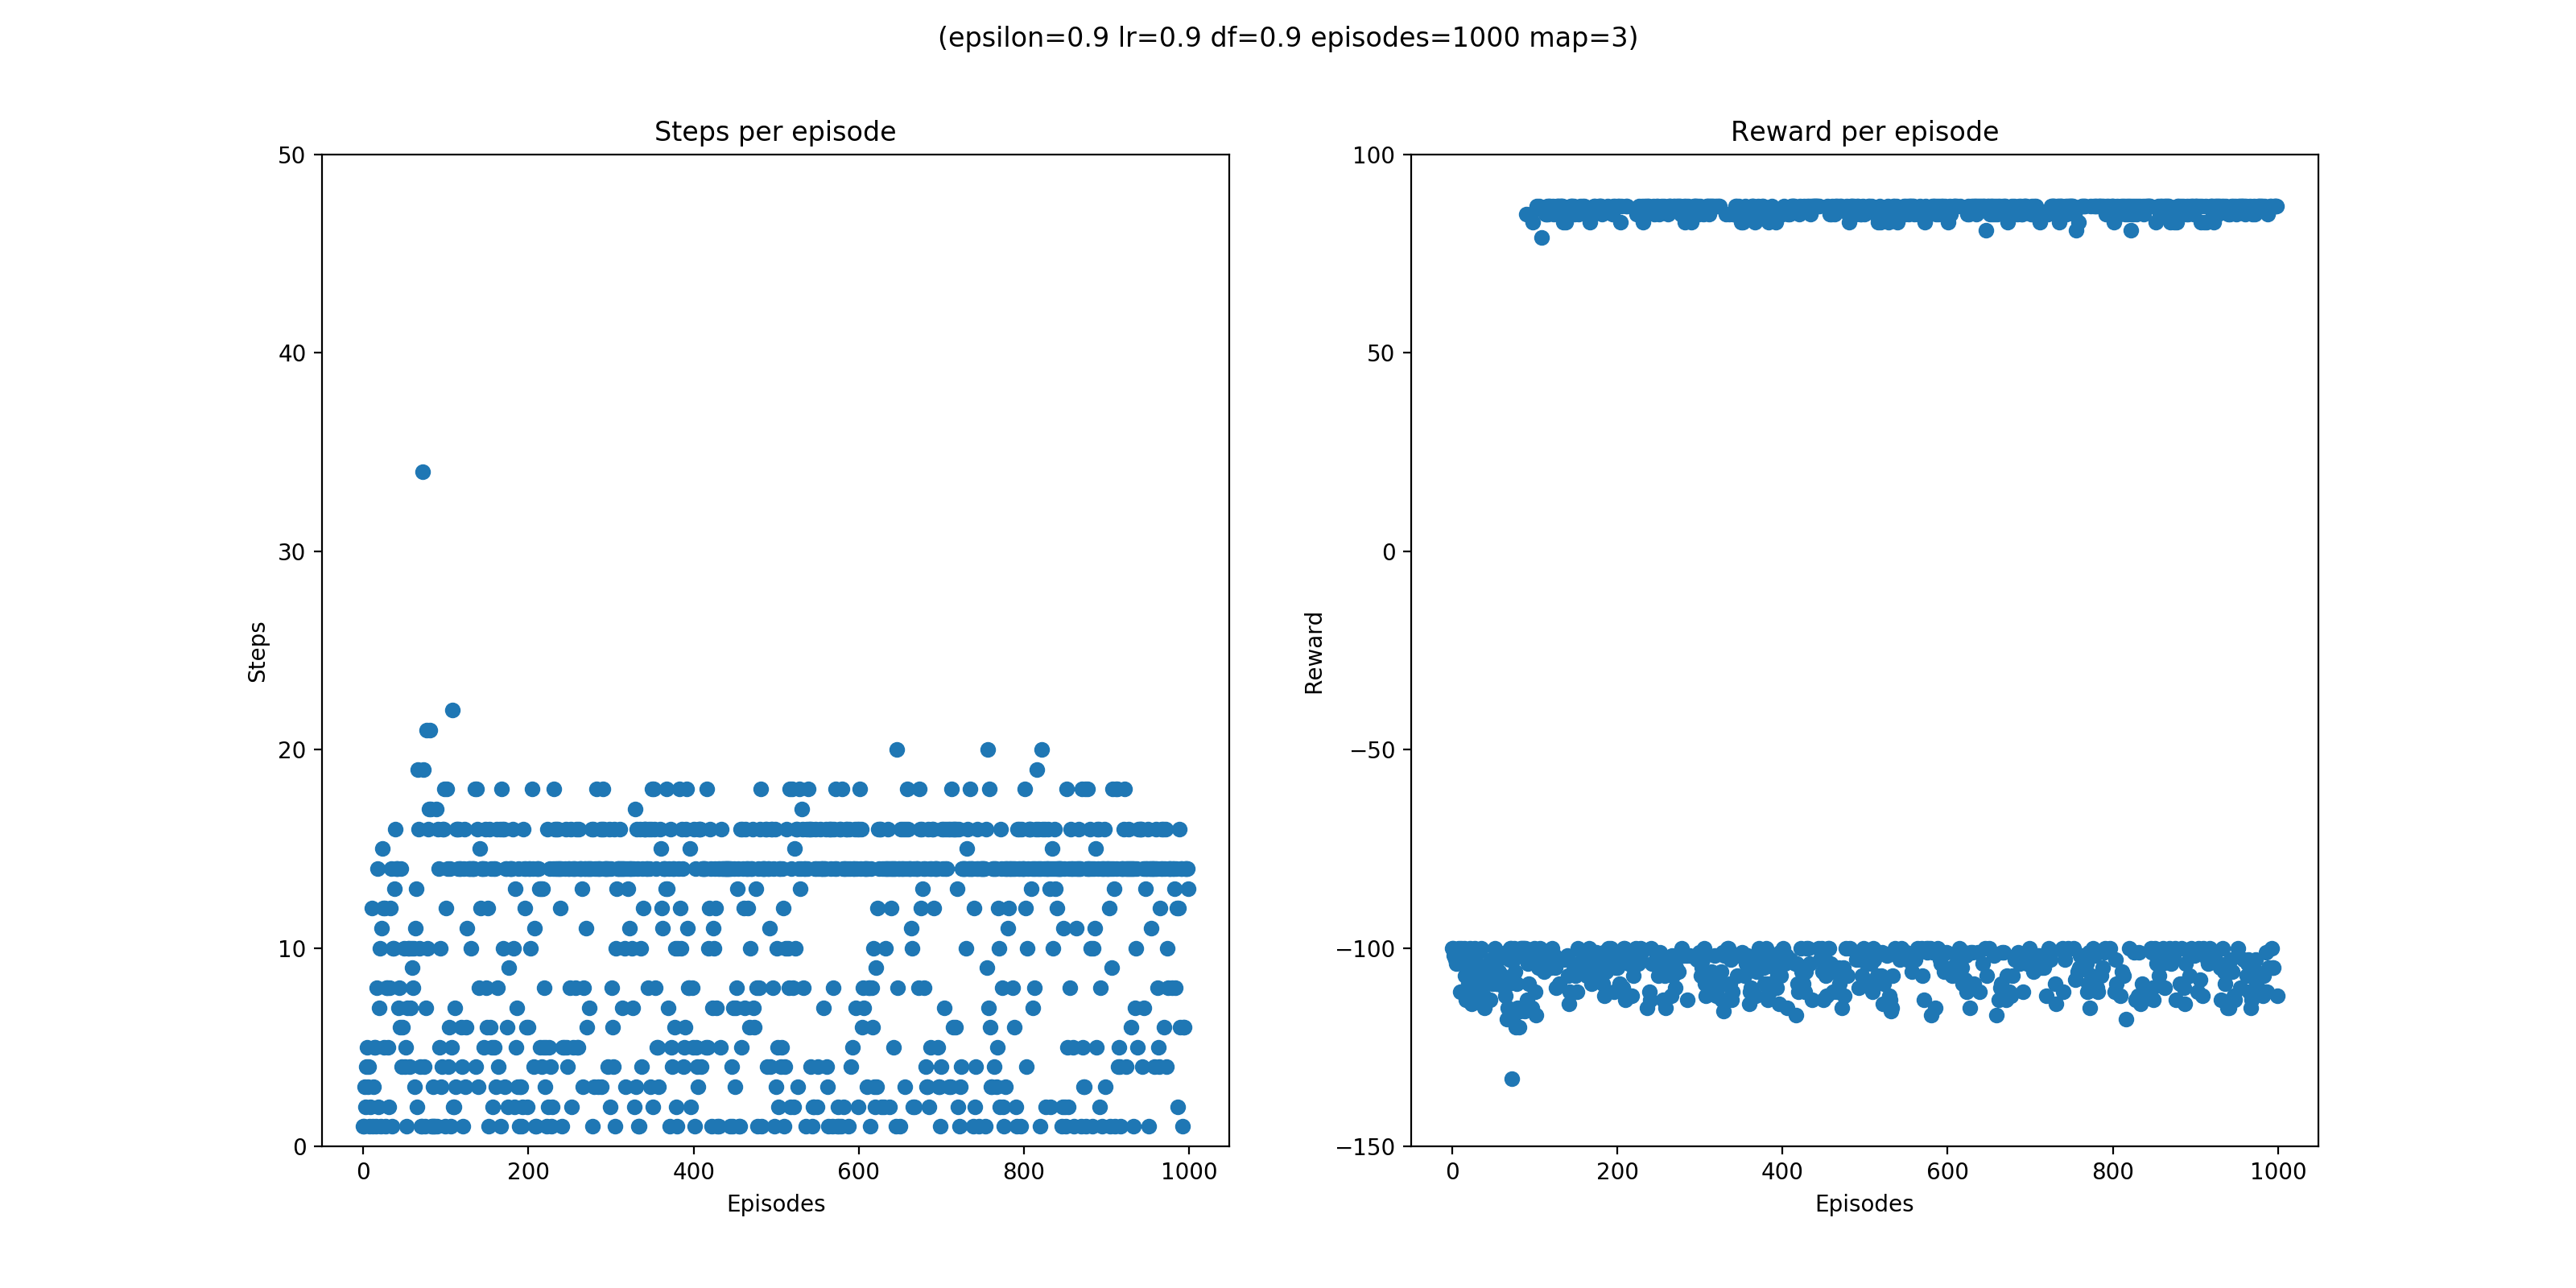 (epsilon=0.9 lr=0.9 df=0.9 episodes=1000 map=3)
Steps per episode
50
40
30
20
10
0
Steps
0 200 400 600 800 1000
Episodes
Reward per episode
100
50
0
−50
−100
−150
Reward
0 200 400 600 800 1000
Episodes